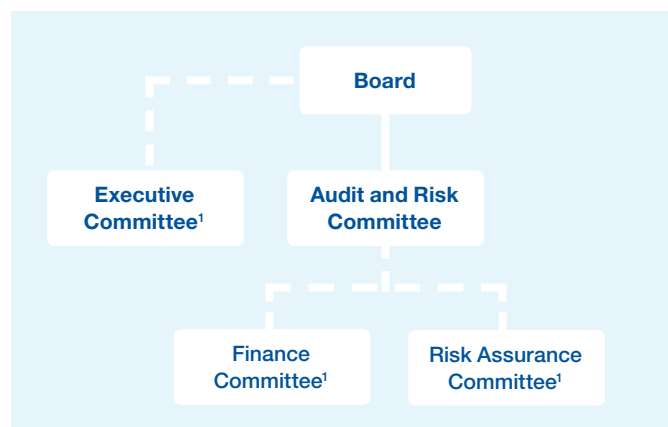 Board
Executive
Committee¹
Audit and Risk
Committee
Finance
Committee¹
Risk Assurance
Committee¹